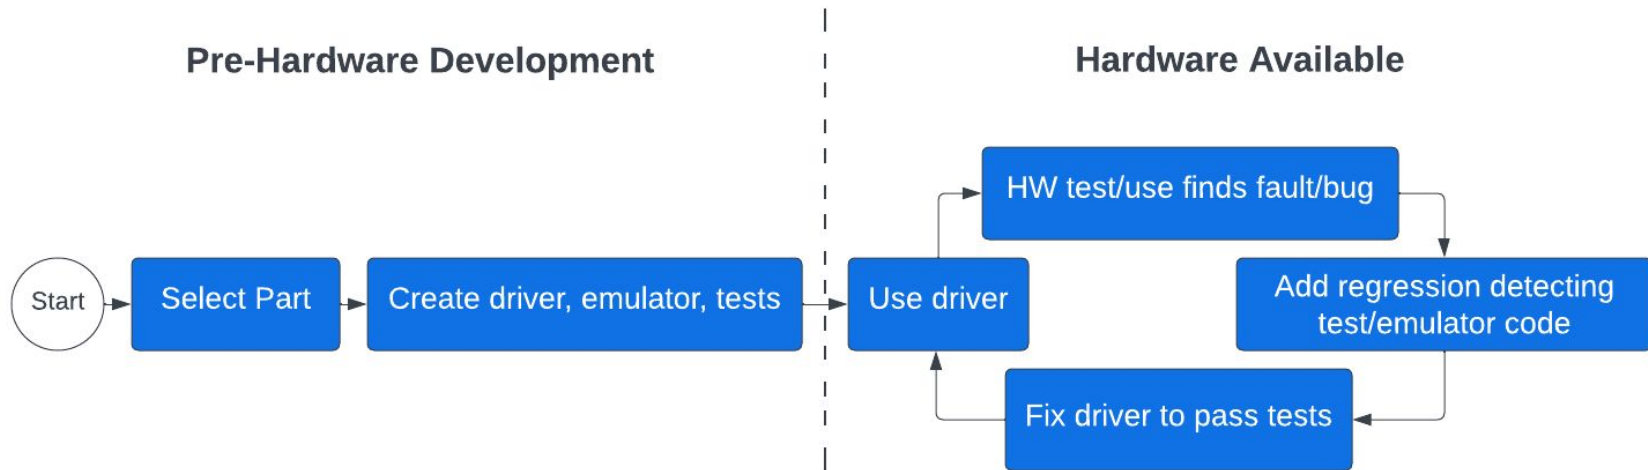 Pre-Hardware Development
Hardware Available
HW test/use finds fault/bug
Start
Select Part
Create driver, emulator, tests
Use driver
Add regression detecting
test/emulator code
Fix driver to pass tests